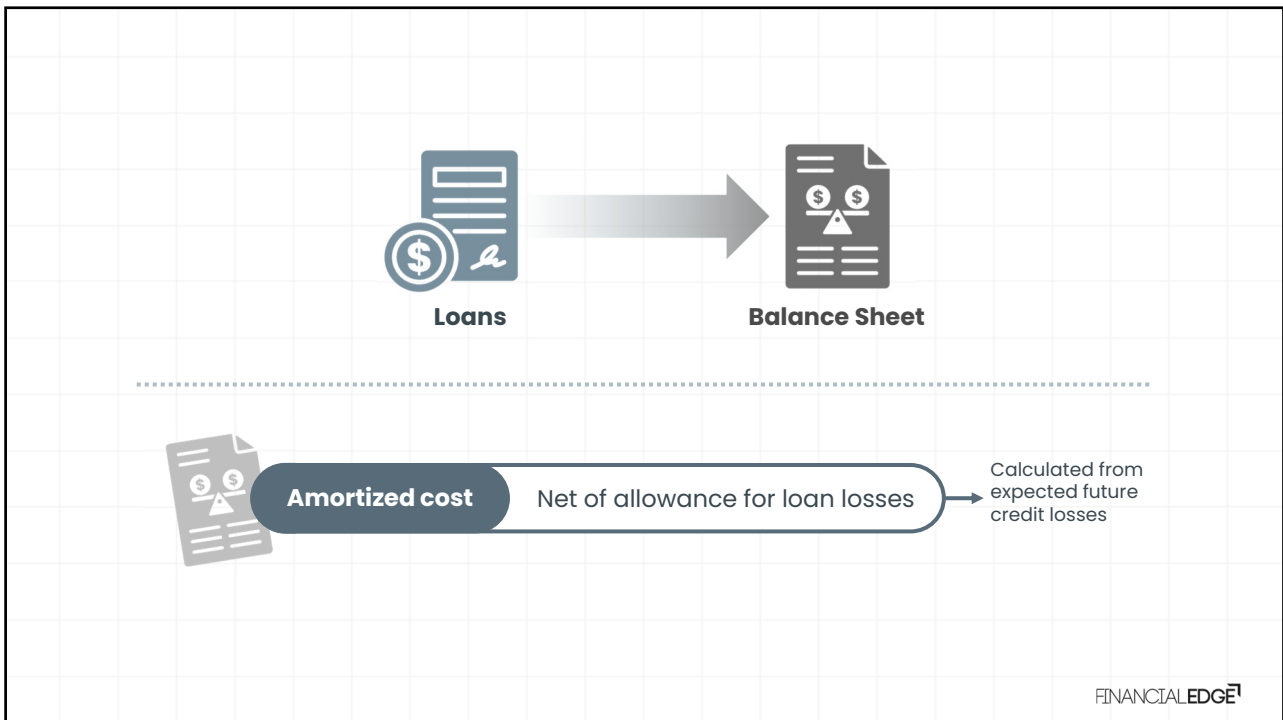 Loans
Balance Sheet
Amortized cost
Net of allowance for loan losses
Calculated from
expected future
credit losses
FINANCIALEDGE